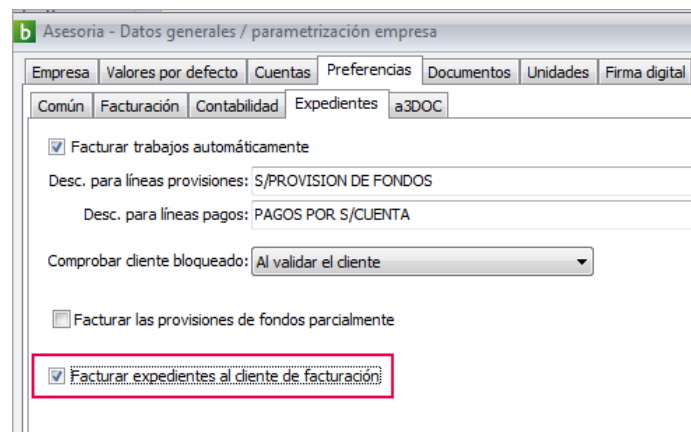 b Asesoria - Datos generales / parametrización empresa
Empresa Valores por defecto Cuentas Preferencias Documentos Unidades Firma digital
Común Facturación Contabilidad Expedientes a3DOC
Facturar trabajos automáticamente
Desc. para líneas provisiones: S/PROVISION DE FONDOS
Desc. para líneas pagos: PAGOS POR S/CUENTA
Comprobar cliente bloqueado: Al validar el cliente
Facturar las provisiones de fondos parcialmente
Facturar expedientes al cliente de facturación